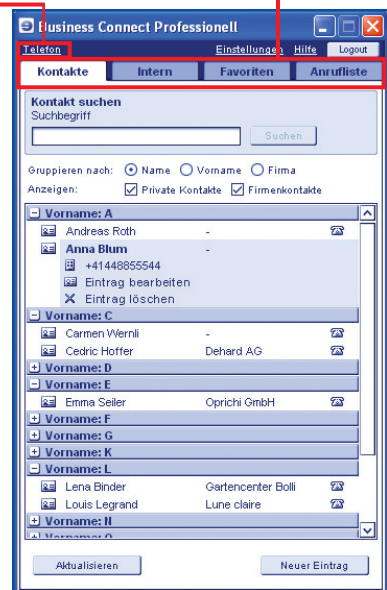 Business Connect Professionell
Telefon Einstellungen Hilfe Logout
Kontakte Intern Favoriten Anrufliste
Kontakt suchen
Suchbegriff
Suchen
Gruppieren nach: Name Vorname Firma
Anzeigen: Private Kontakte Firmenkontakte
Vorname: A
Andreas Roth -
Anna Blum -
+41448855544
Eintrag bearbeiten
Eintrag löschen
Vorname: C
Carmen Wernli -
Cedric Hoffer Dehard AG
Vorname: D
Vorname: E
Emma Seiler Oprichi GmbH
Vorname: F
Vorname: G
Vorname: K
Vorname: L
Lena Binder Gartencenter Bolli
Louis Legrand Lune claire
Vorname: N
Vorname:
Aktualisieren Neuer Eintrag